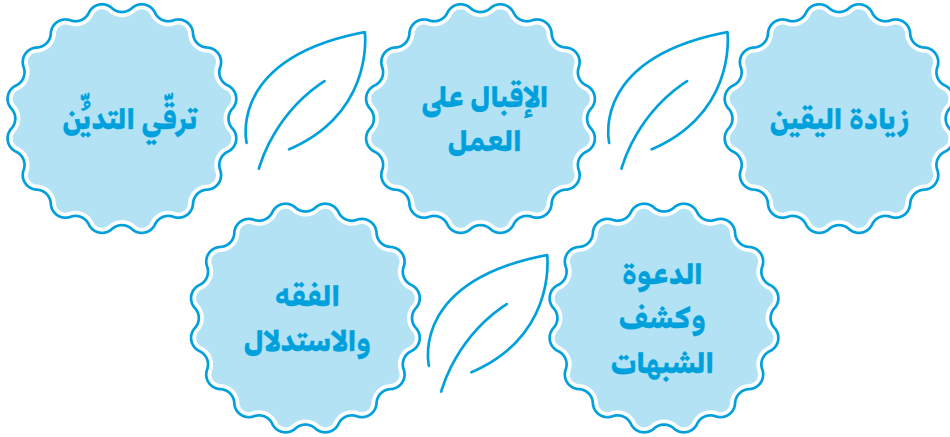 زيادة اليقين
الإقبال على
العمل
ترقّي التديُّن
الدعوة
وكشف
الشبهات
الفقه
والاستدلال